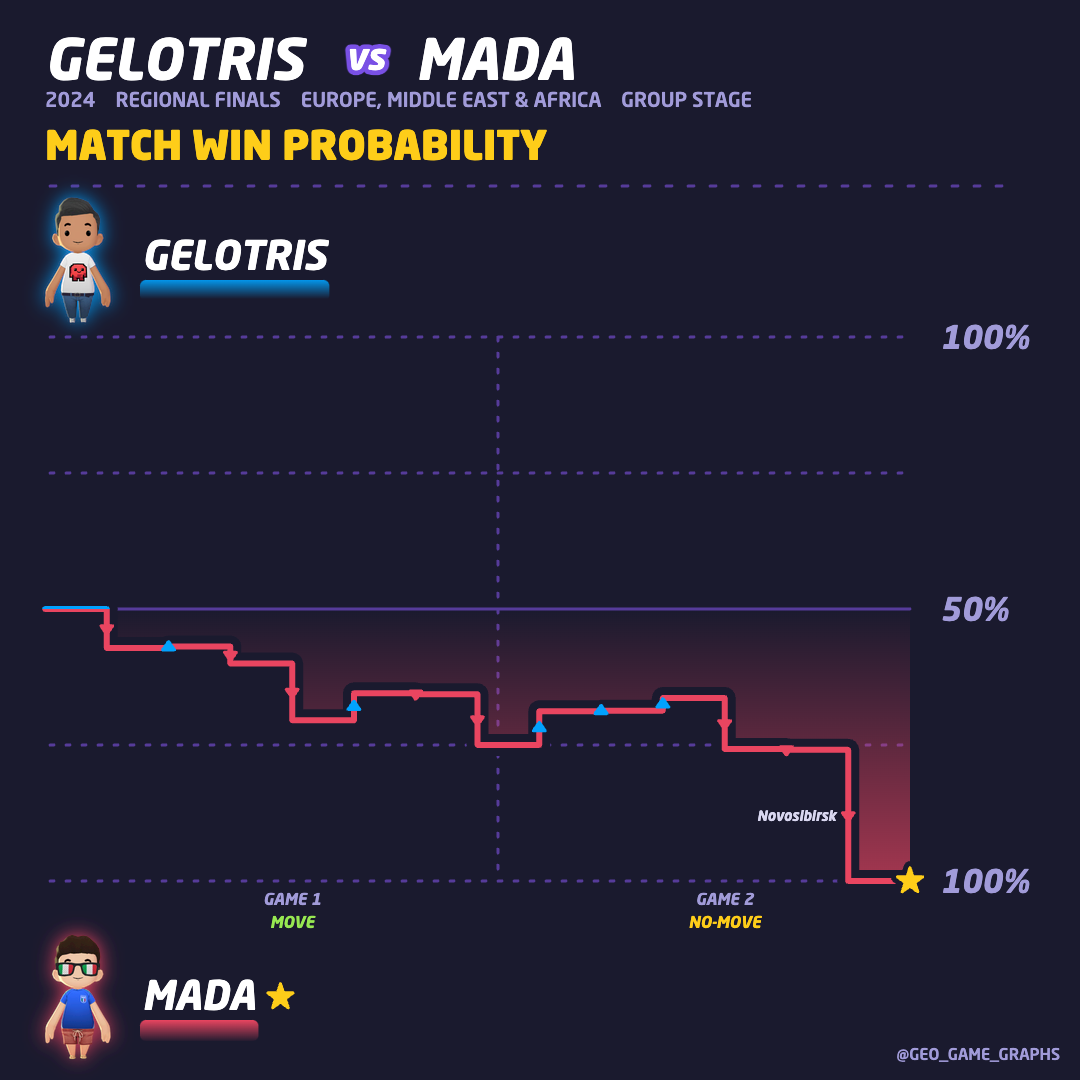 GELOTRIS VS MADA
2024 REGIONAL FINALS EUROPE, MIDDLE EAST & AFRICA GROUP STAGE
MATCH WIN PROBABILITY
GELOTRIS
100%
50%
Novosibirsk
100%
GAME 1
MOVE
GAME 2
NO-MOVE
MADA
@GEO_GAME_GRAPHS